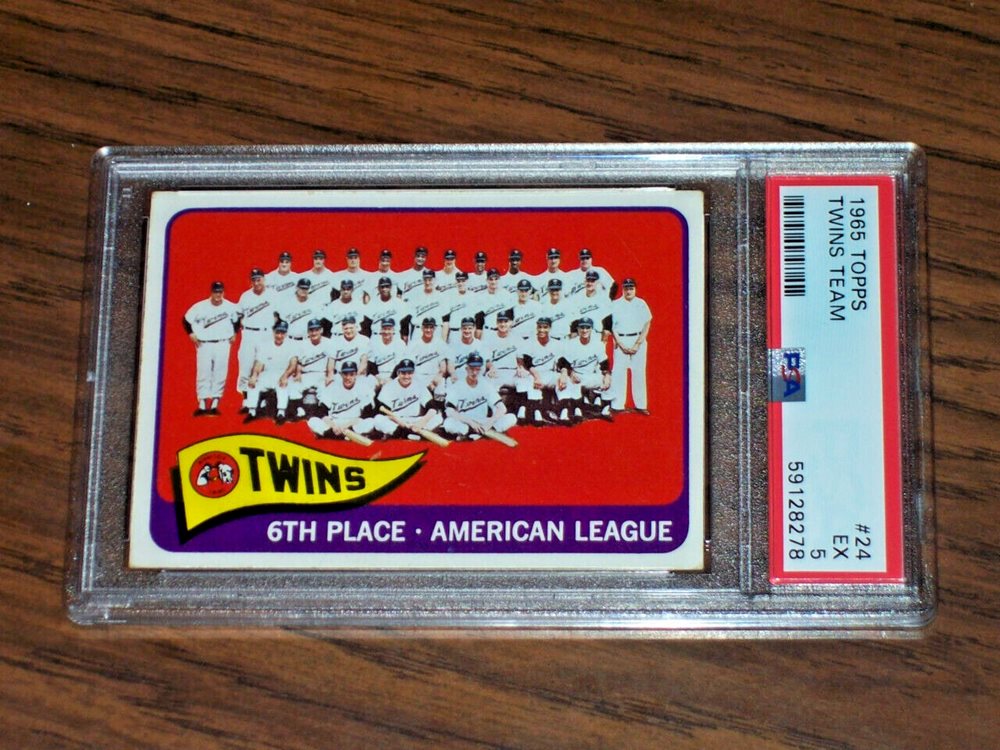 TWINS
6TH PLACE · AMERICAN LEAGUE
1965 TOPPS
TWINS TEAM
#24
EX
5
PSA
59128278